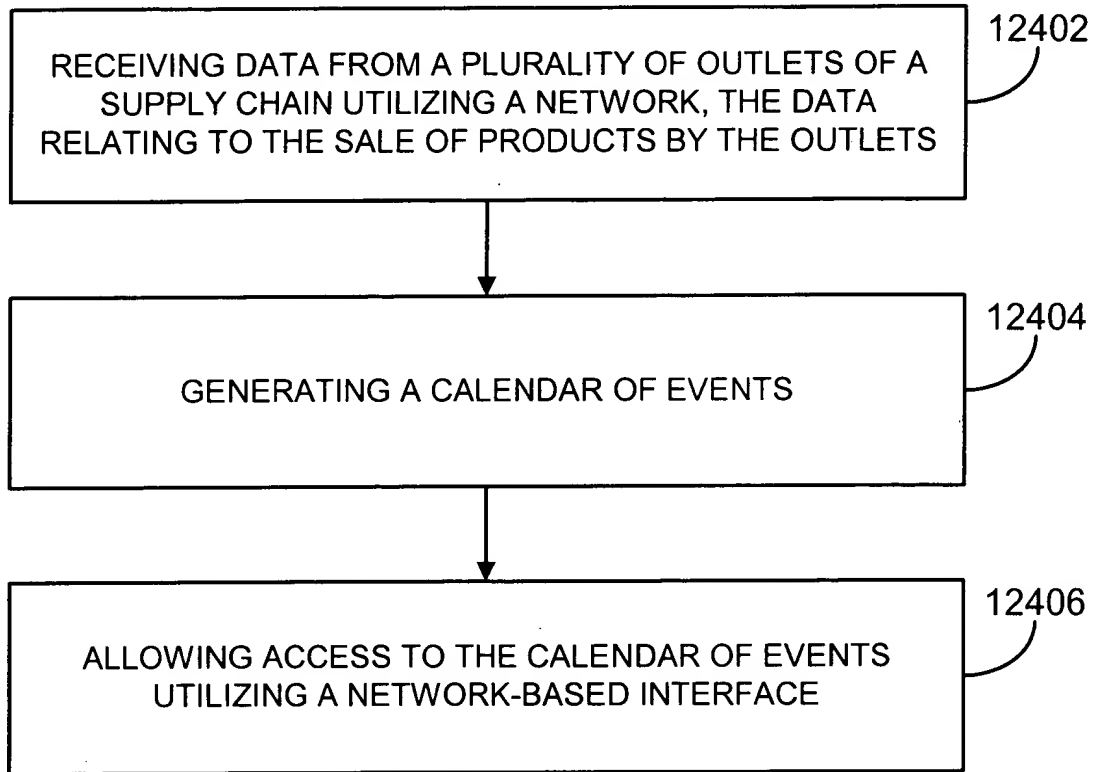 12402
RECEIVING DATA FROM A PLURALITY OF OUTLETS OF A
SUPPLY CHAIN UTILIZING A NETWORK, THE DATA
RELATING TO THE SALE OF PRODUCTS BY THE OUTLETS
12404
GENERATING A CALENDAR OF EVENTS
12406
ALLOWING ACCESS TO THE CALENDAR OF EVENTS
UTILIZING A NETWORK-BASED INTERFACE